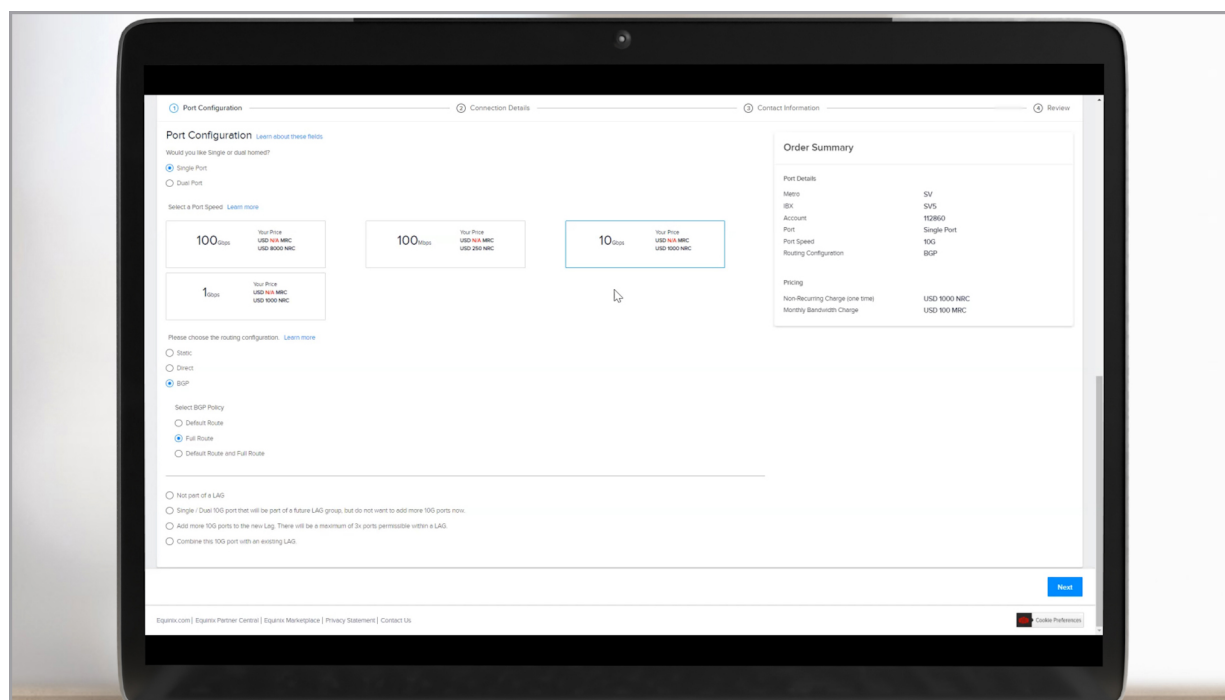 1 Port Configuration 2 Connection Details 3 Contact Information 4 Review
Port Configuration Learn about these fields
Would you like Single or dual homed?
Single Port
Dual Port
Select a Port Speed Learn more
100 Gbps
Your Price
USD N/A MRC
USD 8000 NRC
100 Mbps
Your Price
USD N/A MRC
USD 250 NRC
10 Gbps
Your Price
USD N/A MRC
USD 1000 NRC
1 Gbps
Your Price
USD N/A MRC
USD 1000 NRC
Please choose the routing configuration. Learn more
Static
Direct
BGP
Select BGP Policy
Default Route
Full Route
Default Route and Full Route
Not part of a LAG
Single / Dual 10G port that will be part of a future LAG group, but do not want to add more 10G ports now.
Add more 10G ports to the new Lag. There will be a maximum of 3x ports permissible within a LAG.
Combine this 10G port with an existing LAG.
Order Summary
Port Details
Metro SV
IBX SV5
Account 112860
Port Single Port
Port Speed 10G
Routing Configuration BGP
Pricing
Non-Recurring Charge (one time) USD 1000 NRC
Monthly Bandwidth Charge USD 100 MRC
Next
Equinix.com | Equinix Partner Central | Equinix Marketplace | Privacy Statement | Contact Us
Cookie Preferences